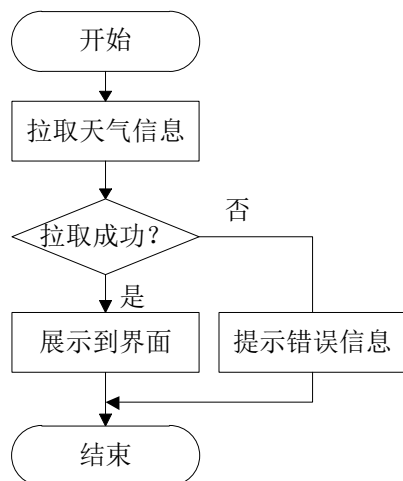 开始
拉取天气信息
拉取成功？
否
是
展示到界面
提示错误信息
结束